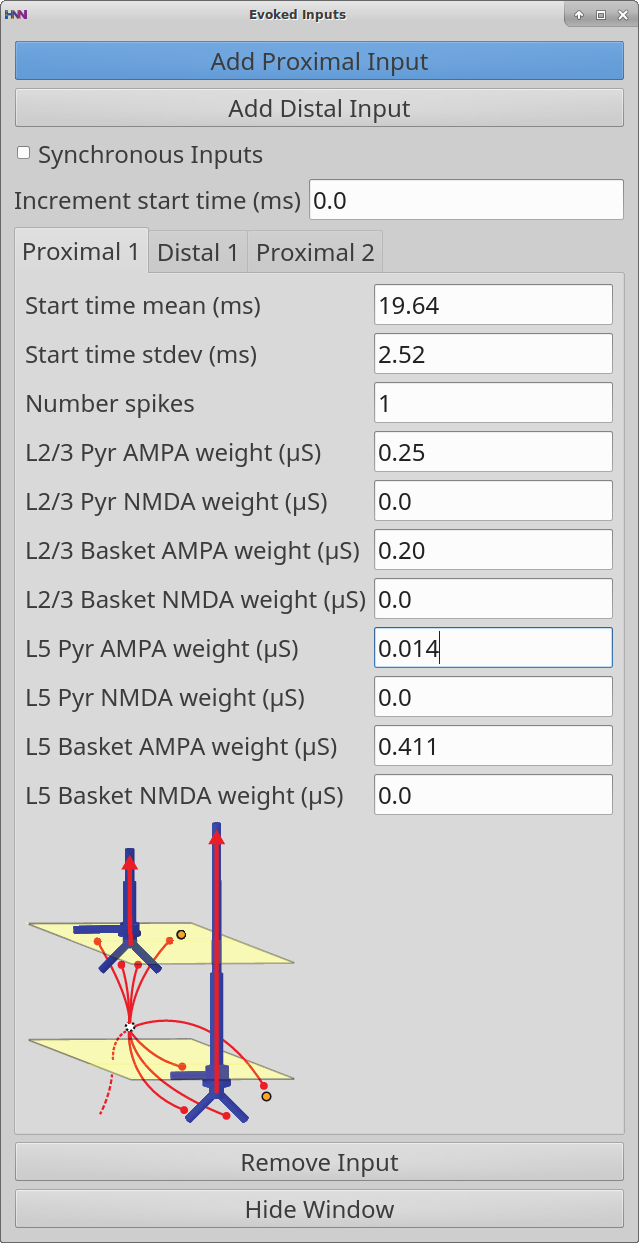 HNN Evoked Inputs
Add Proximal Input
Add Distal Input
Synchronous Inputs
Increment start time (ms) 0.0
Proximal 1 Distal 1 Proximal 2
Start time mean (ms) 19.64
Start time stdev (ms) 2.52
Number spikes 1
L2/3 Pyr AMPA weight (µS) 0.25
L2/3 Pyr NMDA weight (µS) 0.0
L2/3 Basket AMPA weight (µS) 0.20
L2/3 Basket NMDA weight (µS) 0.0
L5 Pyr AMPA weight (µS) 0.014
L5 Pyr NMDA weight (µS) 0.0
L5 Basket AMPA weight (µS) 0.411
L5 Basket NMDA weight (µS) 0.0
Remove Input
Hide Window